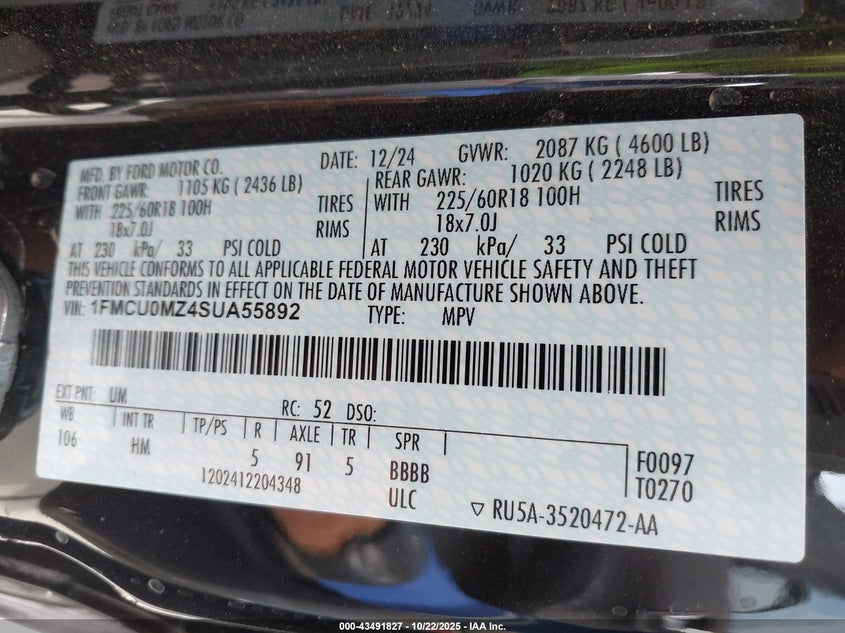 MFD. BY FORD MOTOR CO.
DATE: 12/24 GVWR: 2087 KG ( 4600 LB)
FRONT GAWR: 1105 KG ( 2436 LB)
REAR GAWR: 1020 KG ( 2248 LB)
WITH 225/60R18 100H TIRES
WITH 225/60R18 100H TIRES
18x7.0J RIMS
18x7.0J RIMS
AT 230 kPa/ 33 PSI COLD
AT 230 kPa/ 33 PSI COLD
THIS VEHICLE CONFORMS TO ALL APPLICABLE FEDERAL MOTOR VEHICLE SAFETY AND THEFT
PREVENTION STANDARDS IN EFFECT ON THE DATE OF MANUFACTURE SHOWN ABOVE.
VIN: 1FMCU0MZ4SUA55892 TYPE: MPV
EXT PNT: UM RC: 52 DSO:
WB INT TR TP/PS R AXLE TR SPR
106 HM 5 91 5 BBBB
F0097
1202412204348 ULC T0270
▽ RU5A-3520472-AA
000-43491827 - 10/22/2025 - IAA Inc.